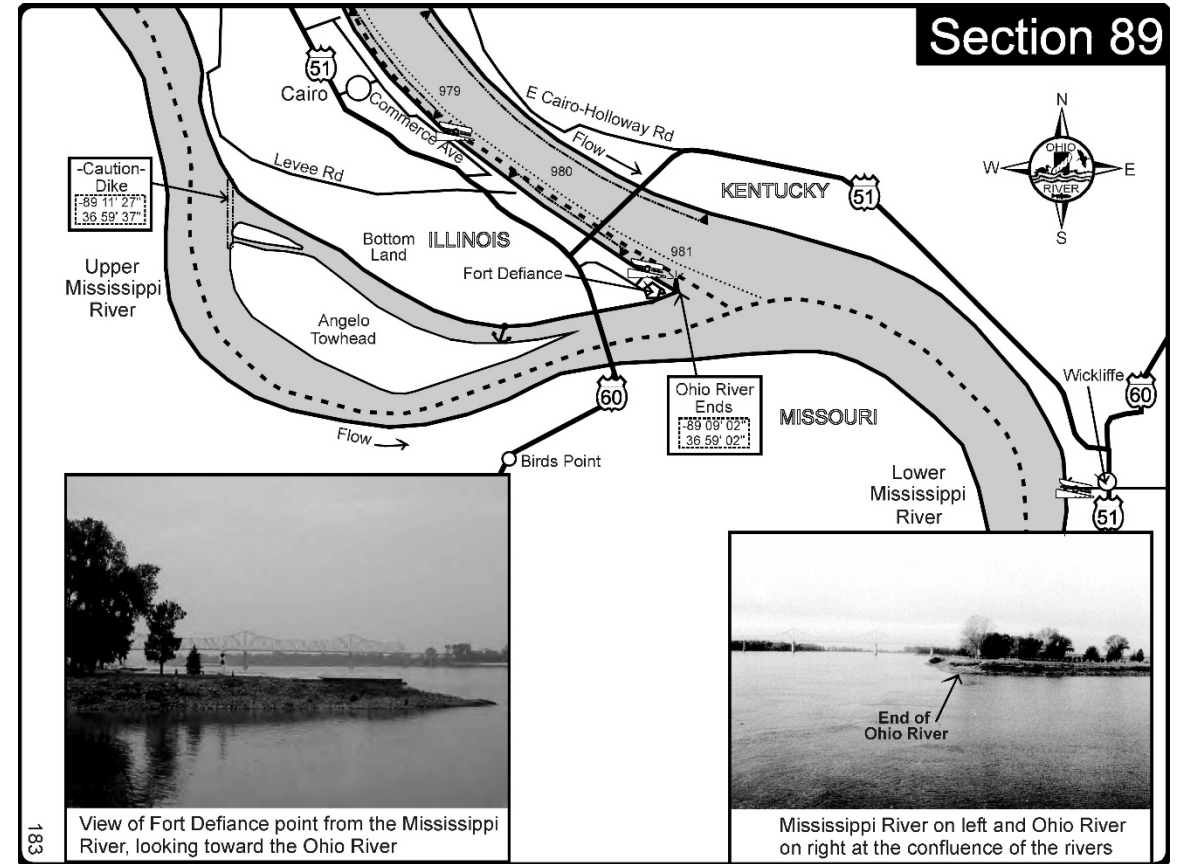 Section 89
51
Cairo
979
Commerce Ave
E Cairo-Holloway Rd
Flow
980
KENTUCKY
51
N
W
E
S
OHIO
RIVER
-Caution-
Dike
-89 11' 27"
36 59' 37"
Levee Rd
Bottom
Land
ILLINOIS
Fort Defiance
981
Upper
Mississippi
River
Angelo
Towhead
60
Ohio River
Ends
-89 09' 02"
36 59' 02"
MISSOURI
Wickliffe
60
Flow
Birds Point
Lower
Mississippi
River
51
End of
Ohio River
View of Fort Defiance point from the Mississippi
River, looking toward the Ohio River
Mississippi River on left and Ohio River
on right at the confluence of the rivers
183